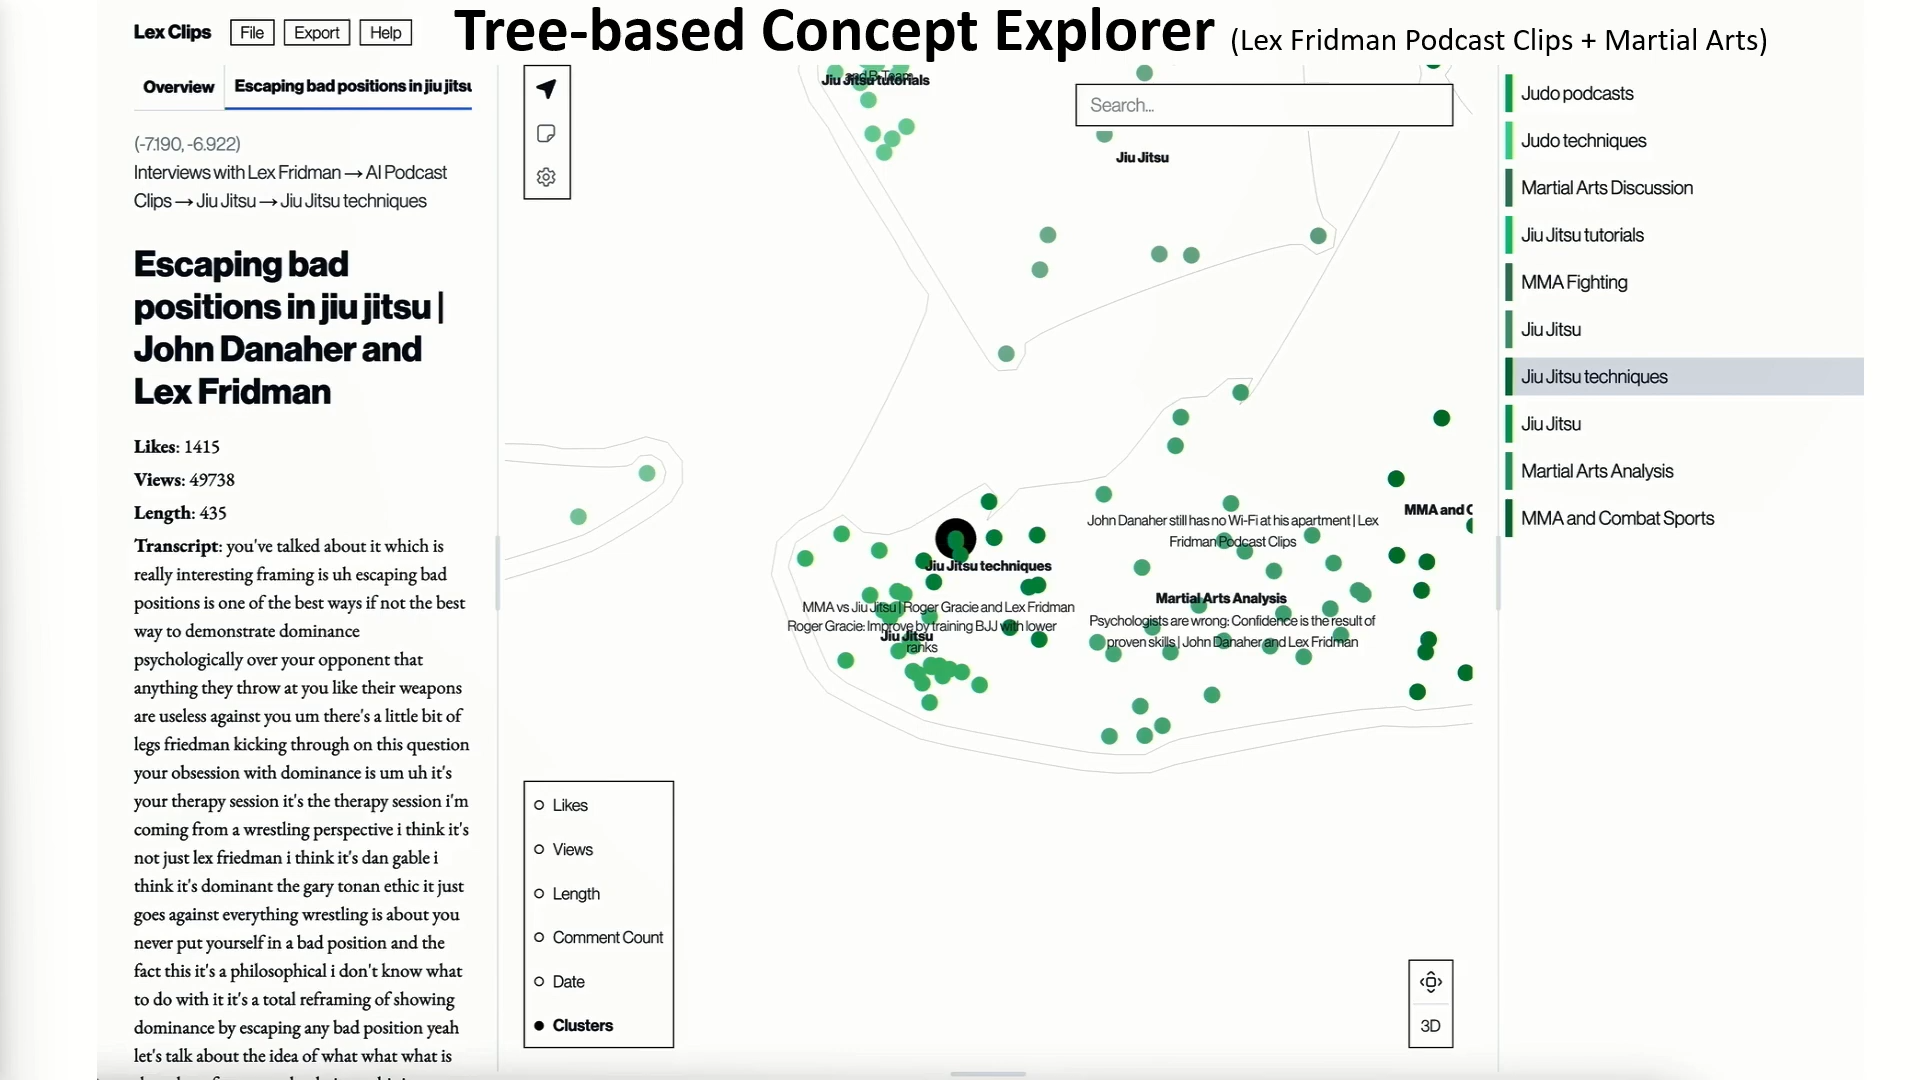 Tree-based Concept Explorer (Lex Fridman Podcast Clips + Martial Arts)
Lex Clips
File
Export
Help
Overview
Escaping bad positions in jiu jitsu
(-7.190, -6.922)
Interviews with Lex Fridman → AI Podcast
Clips → Jiu Jitsu → Jiu Jitsu techniques
Escaping bad
positions in jiu jitsu |
John Danaher and
Lex Fridman
Likes: 1415
Views: 49738
Length: 435
Transcript: you've talked about it which is
really interesting framing is uh escaping bad
positions is one of the best ways if not the best
way to demonstrate dominance
psychologically over your opponent that
anything they throw at you like their weapons
are useless against you um there's a little bit of
legs friedman kicking through on this question
your obsession with dominance is um uh it's
your therapy session it's the therapy session i'm
coming from a wrestling perspective i think it's
not just lex friedman i think it's dan gable i
think it's dominant the gary tonan ethic it just
goes against everything wrestling is about you
never put yourself in a bad position and the
fact this it's a philosophical i don't know what
to do with it it's a total reframing of showing
dominance by escaping any bad position yeah
let's talk about the idea of what what what is
and B-Team
Jiu Jitsu tutorials
Search...
Jiu Jitsu
John Danaher still has no Wi-Fi at his apartment | Lex
Fridman Podcast Clips
MMA and C
Jiu Jitsu techniques
Martial Arts Analysis
MMA vs Jiu Jitsu | Roger Gracie and Lex Fridman
Psychologists are wrong: Confidence is the result of
proven skills | John Danaher and Lex Fridman
Roger Gracie: Improve by training BJJ with lower
ranks
Jiu Jitsu
Likes
Views
Length
Comment Count
Date
Clusters
3D
Judo podcasts
Judo techniques
Martial Arts Discussion
Jiu Jitsu tutorials
MMA Fighting
Jiu Jitsu
Jiu Jitsu techniques
Jiu Jitsu
Martial Arts Analysis
MMA and Combat Sports